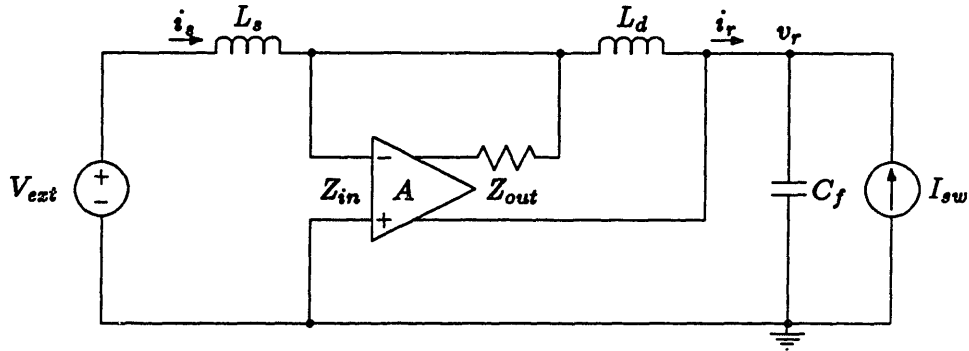 i_s L_s L_d i_r v_r
V_ext + − Z_in − A + Z_out C_f I_sw